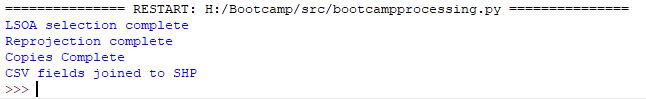 =============== RESTART: H:/Bootcamp/src/bootcampprocessing.py ===============
LSOA selection complete
Reprojection complete
Copies Complete
CSV fields joined to SHP
>>>